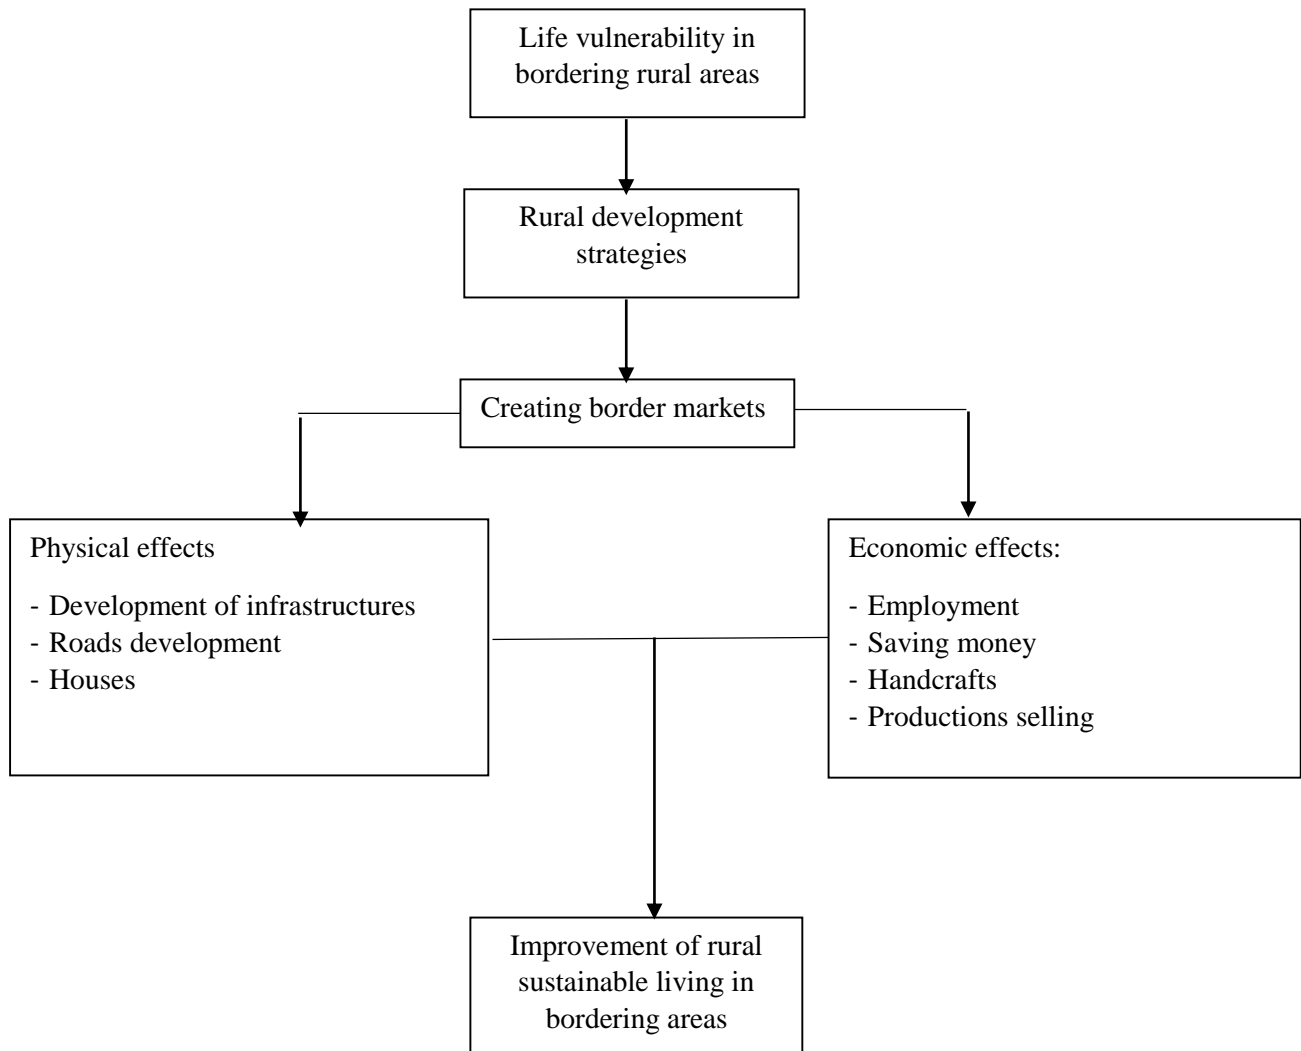 Life vulnerability in
bordering rural areas
Rural development
strategies
Creating border markets
Physical effects
- Development of infrastructures
- Roads development
- Houses
Economic effects:
- Employment
- Saving money
- Handcrafts
- Productions selling
Improvement of rural
sustainable living in
bordering areas